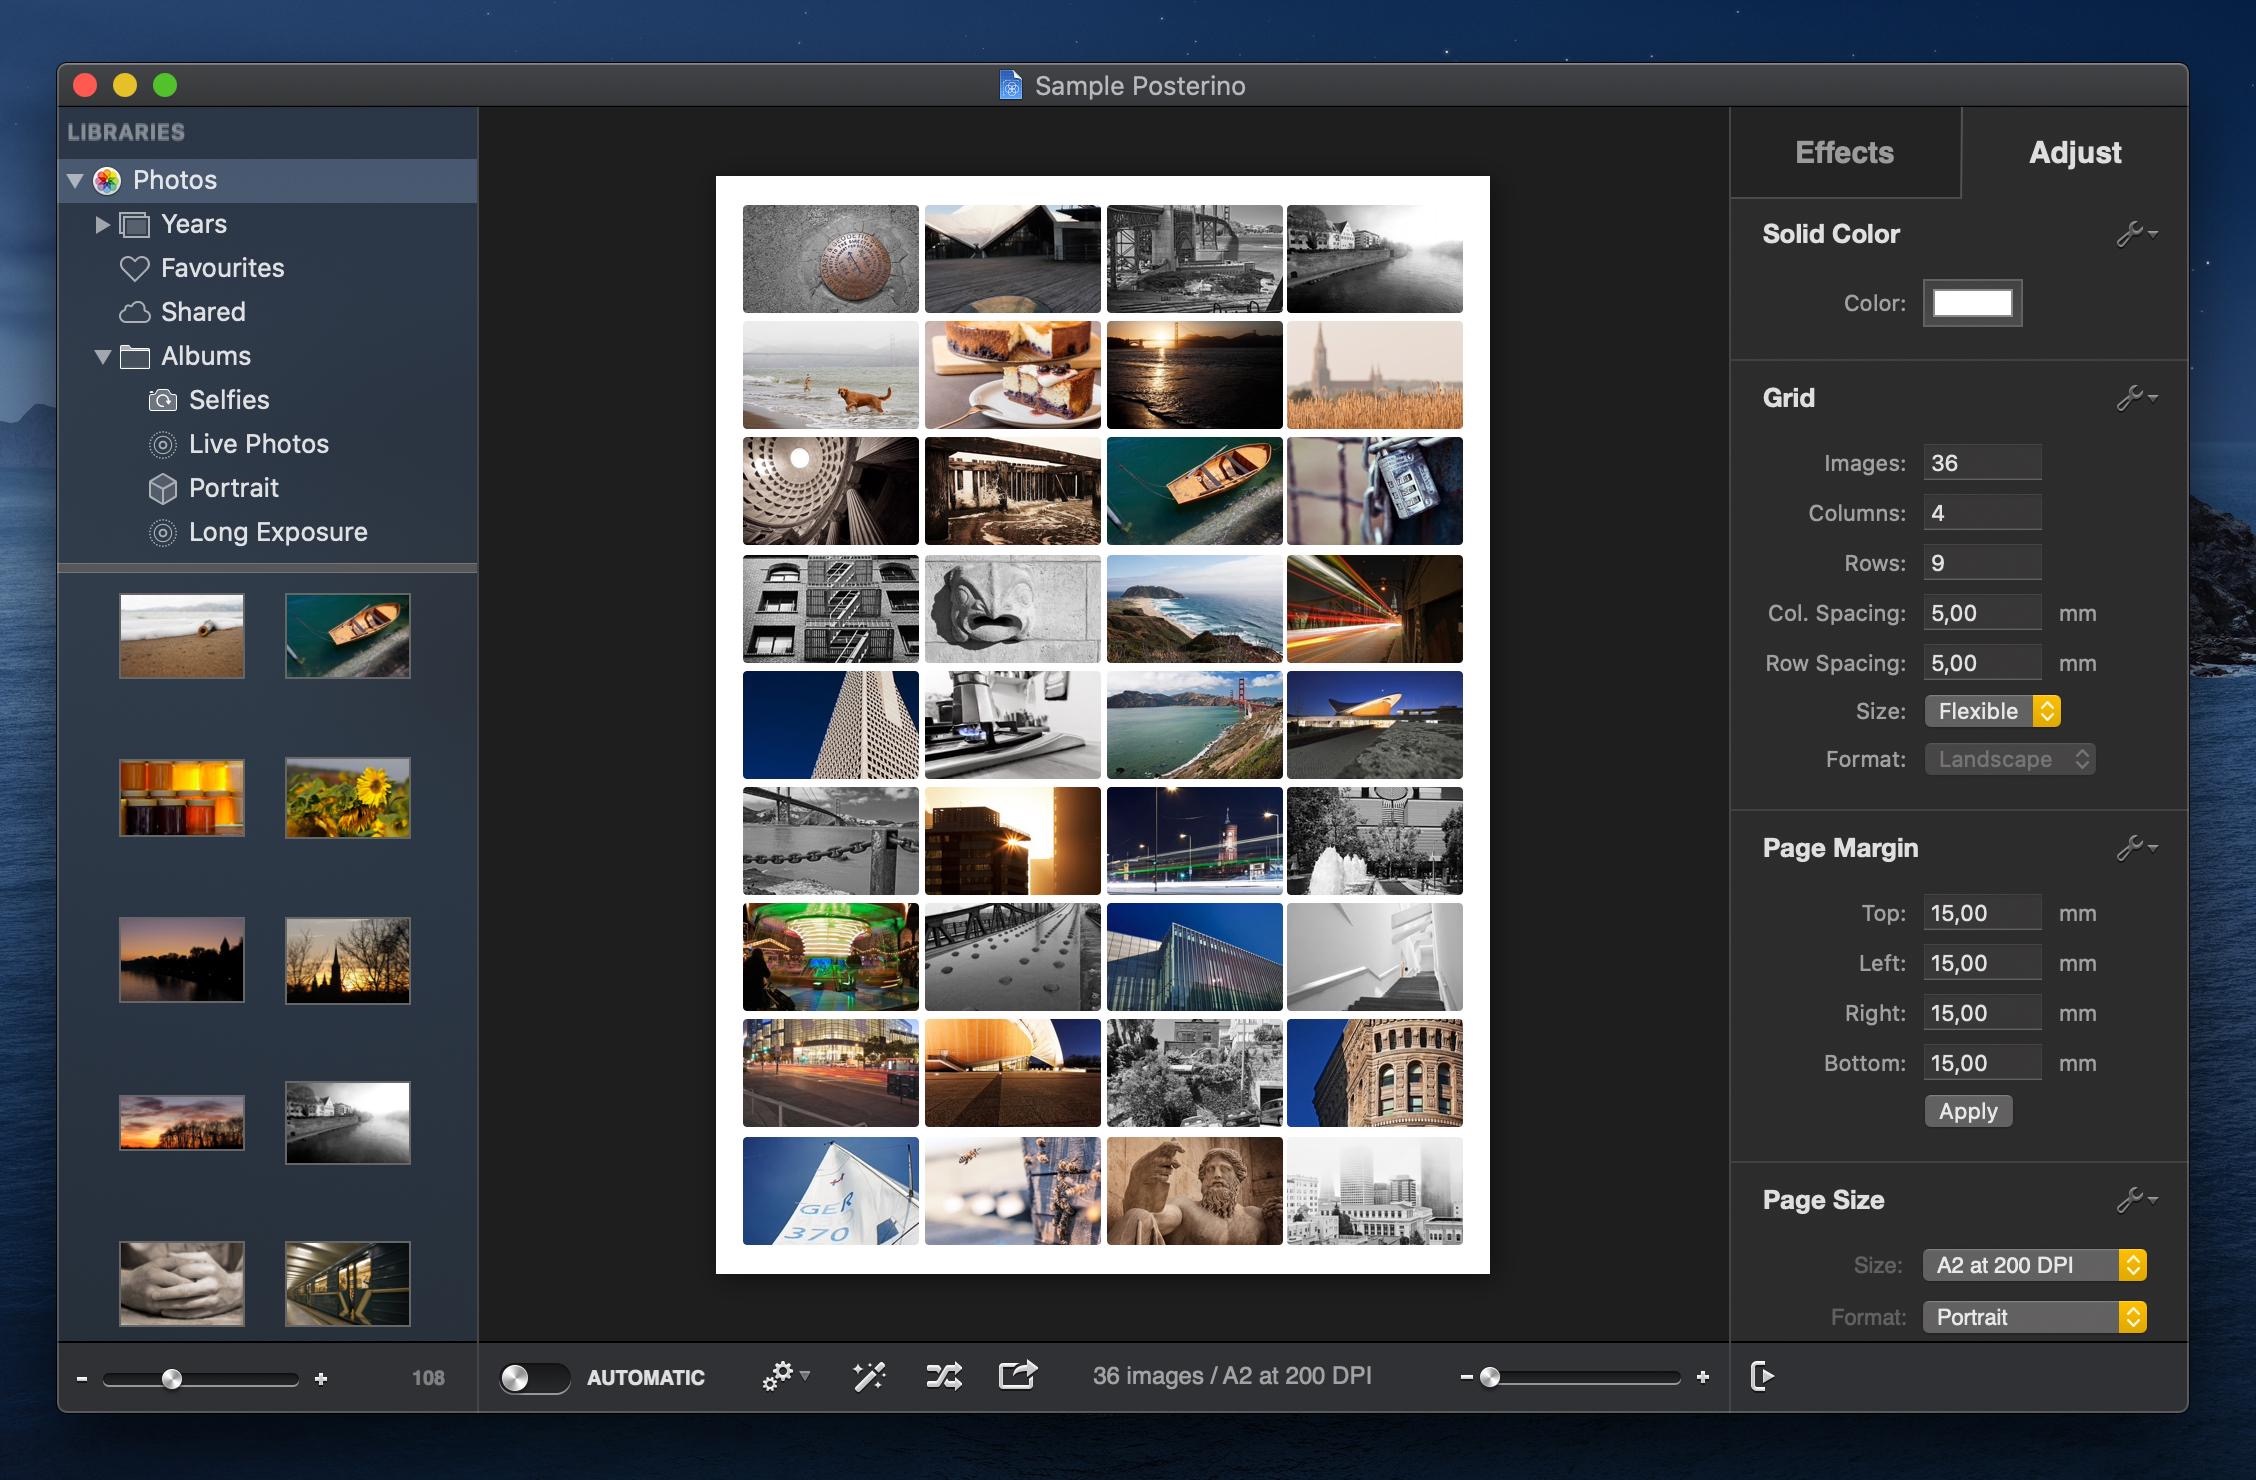 Sample Posterino
LIBRARIES
Photos
Years
Favourites
Shared
Albums
Selfies
Live Photos
Portrait
Long Exposure
108
GER
370
AUTOMATIC
36 images / A2 at 200 DPI
Effects
Adjust
Solid Color
Color:
Grid
Images: 36
Columns: 4
Rows: 9
Col. Spacing: 5,00 mm
Row Spacing: 5,00 mm
Size: Flexible
Format: Landscape
Page Margin
Top: 15,00 mm
Left: 15,00 mm
Right: 15,00 mm
Bottom: 15,00 mm
Apply
Page Size
Size: A2 at 200 DPI
Format: Portrait